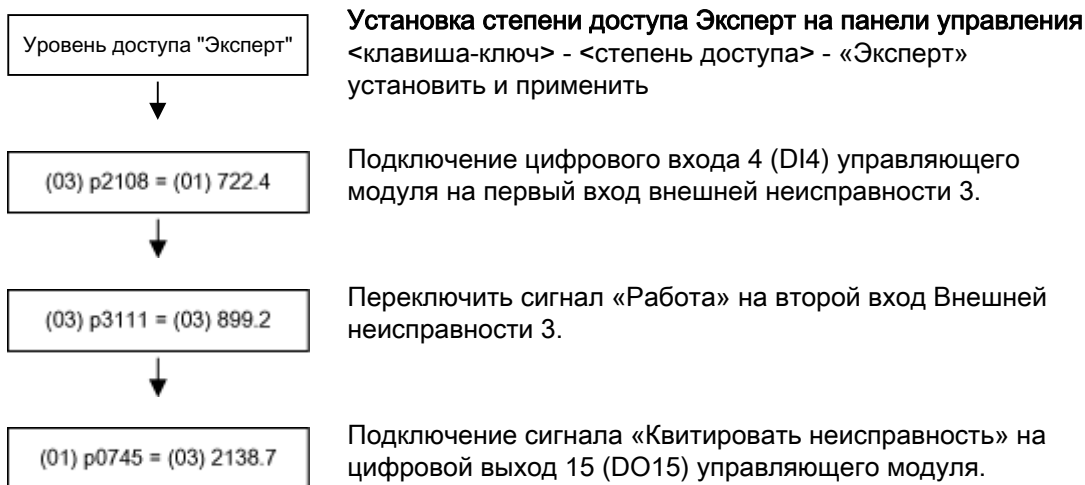 Уровень доступа "Эксперт"
Установка степени доступа Эксперт на панели управления
<клавиша-ключ> - <степень доступа> - «Эксперт»
установить и применить
(03) p2108 = (01) 722.4
Подключение цифрового входа 4 (DI4) управляющего
модуля на первый вход внешней неисправности 3.
(03) p3111 = (03) 899.2
Переключить сигнал «Работа» на второй вход Внешней
неисправности 3.
(01) p0745 = (03) 2138.7
Подключение сигнала «Квитировать неисправность» на
цифровой выход 15 (DO15) управляющего модуля.